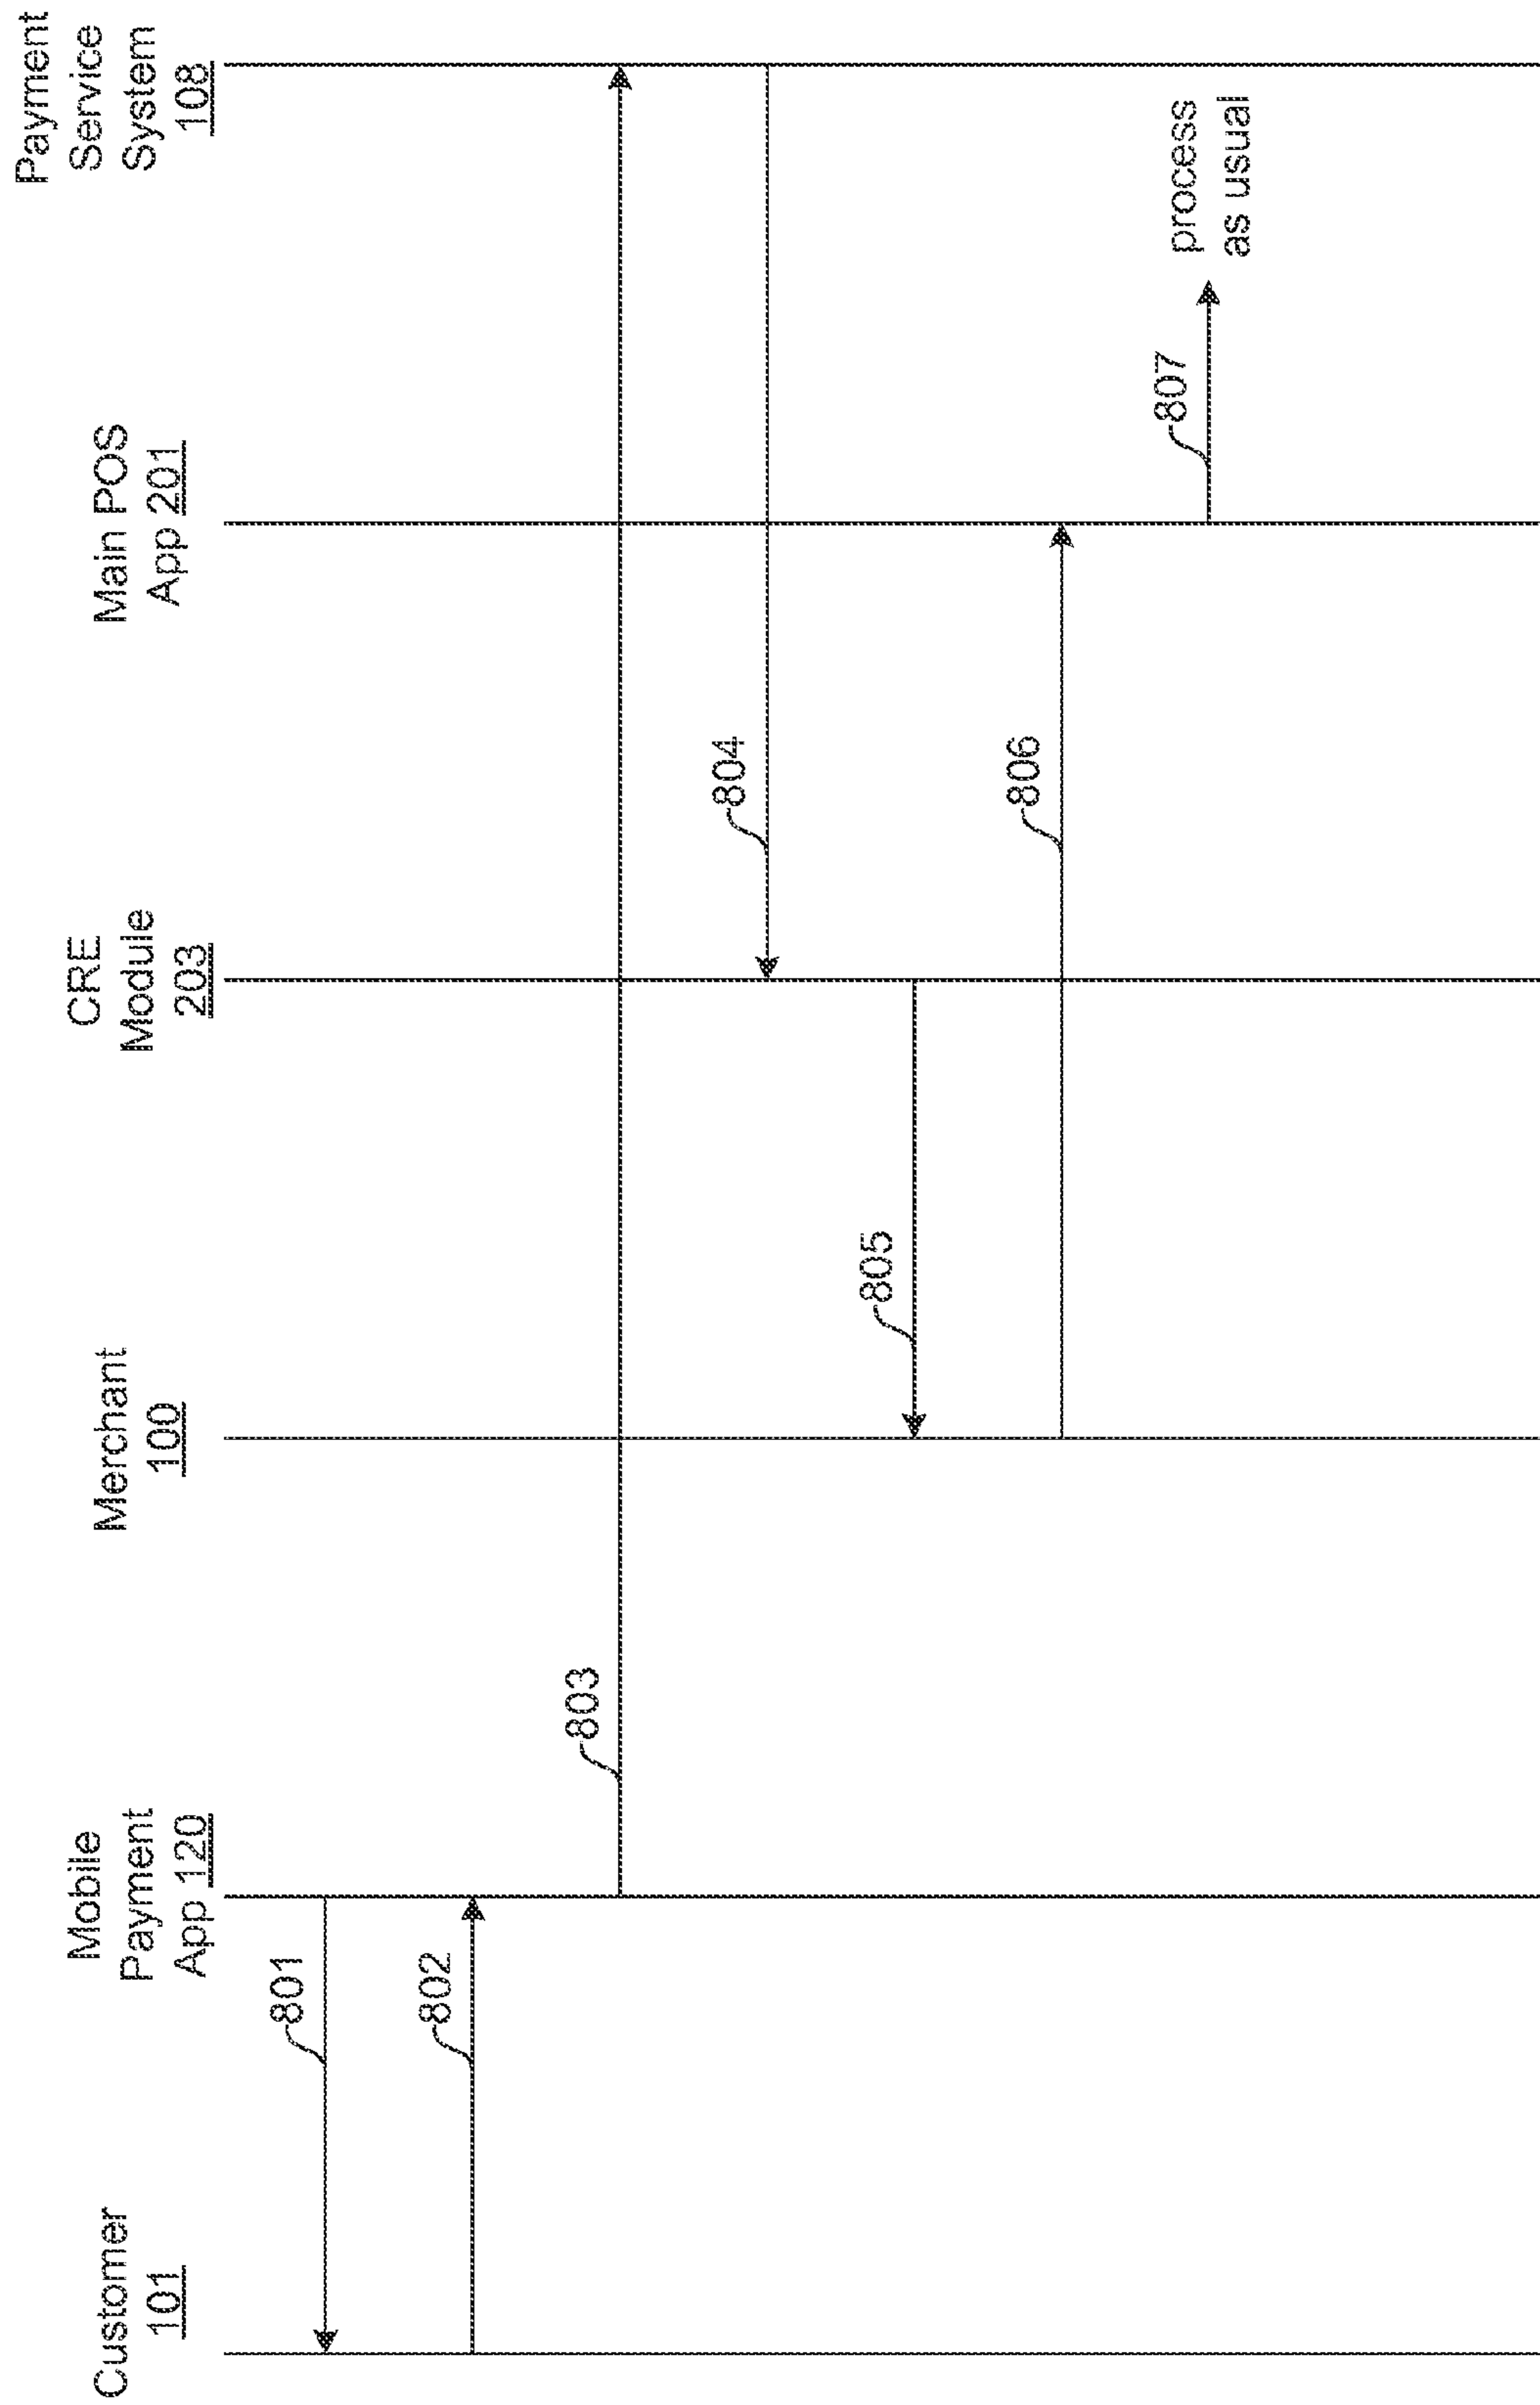 Customer
101
Mobile
Payment
App 120
Merchant
100
CRE
Module
203
Main POS
App 201
Payment
Service
System
108
801
802
803
804
805
806
807
process
as usual